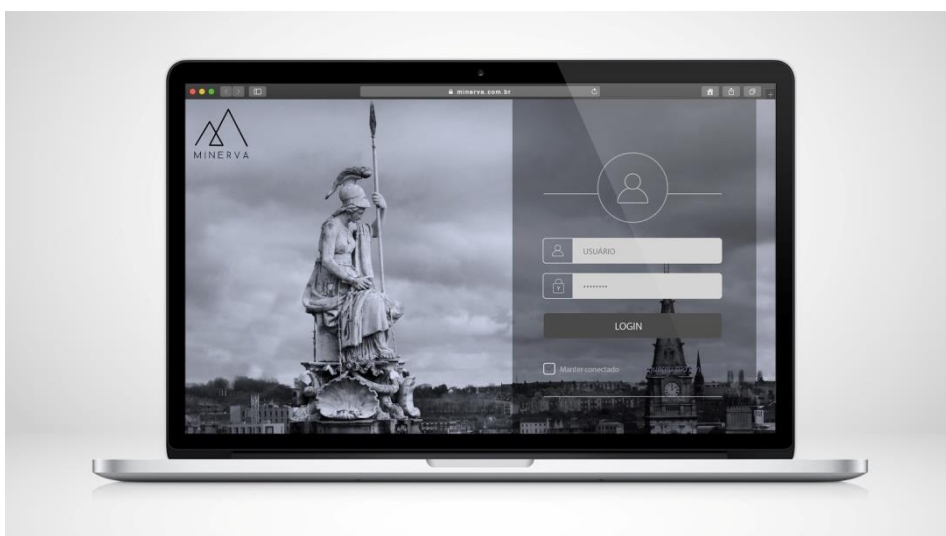 minerva.com.br
MINERVA
USUÁRIO
********
LOGIN
Manter conectado